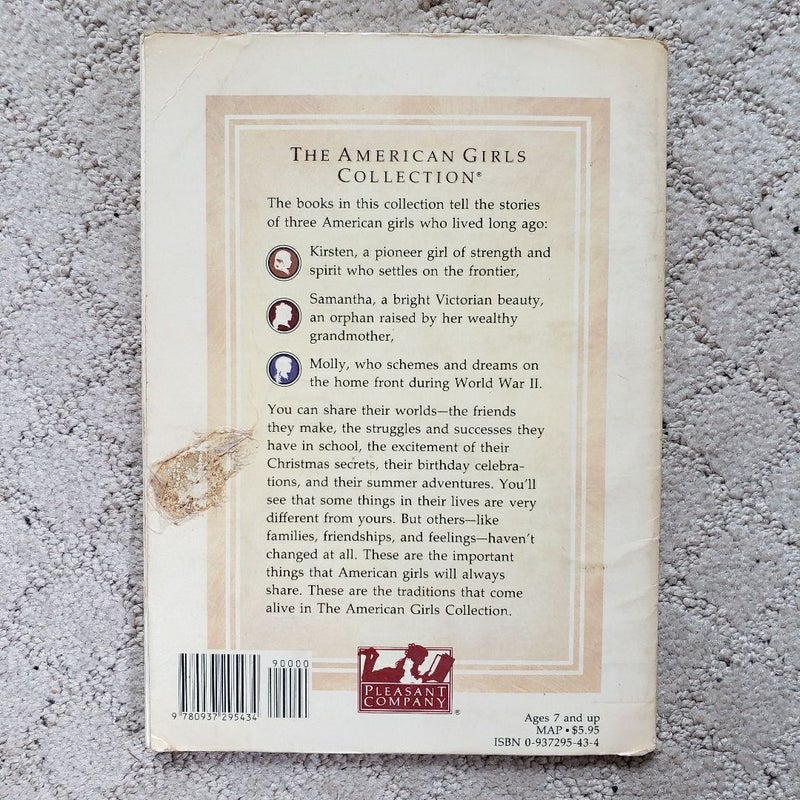 THE AMERICAN GIRLS
COLLECTION®
The books in this collection tell the stories
of three American girls who lived long ago:
Kirsten, a pioneer girl of strength and
spirit who settles on the frontier,
Samantha, a bright Victorian beauty,
an orphan raised by her wealthy
grandmother,
Molly, who schemes and dreams on
the home front during World War II.
You can share their worlds—the friends
they make, the struggles and successes they
have in school, the excitement of their
Christmas secrets, their birthday celebra-
tions, and their summer adventures. You'll
see that some things in their lives are very
different from yours. But others—like
families, friendships, and feelings—haven't
changed at all. These are the important
things that American girls will always
share. These are the traditions that come
alive in The American Girls Collection.
90000
9 780937 295434
PLEASANT
COMPANY®
Ages 7 and up
MAP • $5.95
ISBN 0-937295-43-4